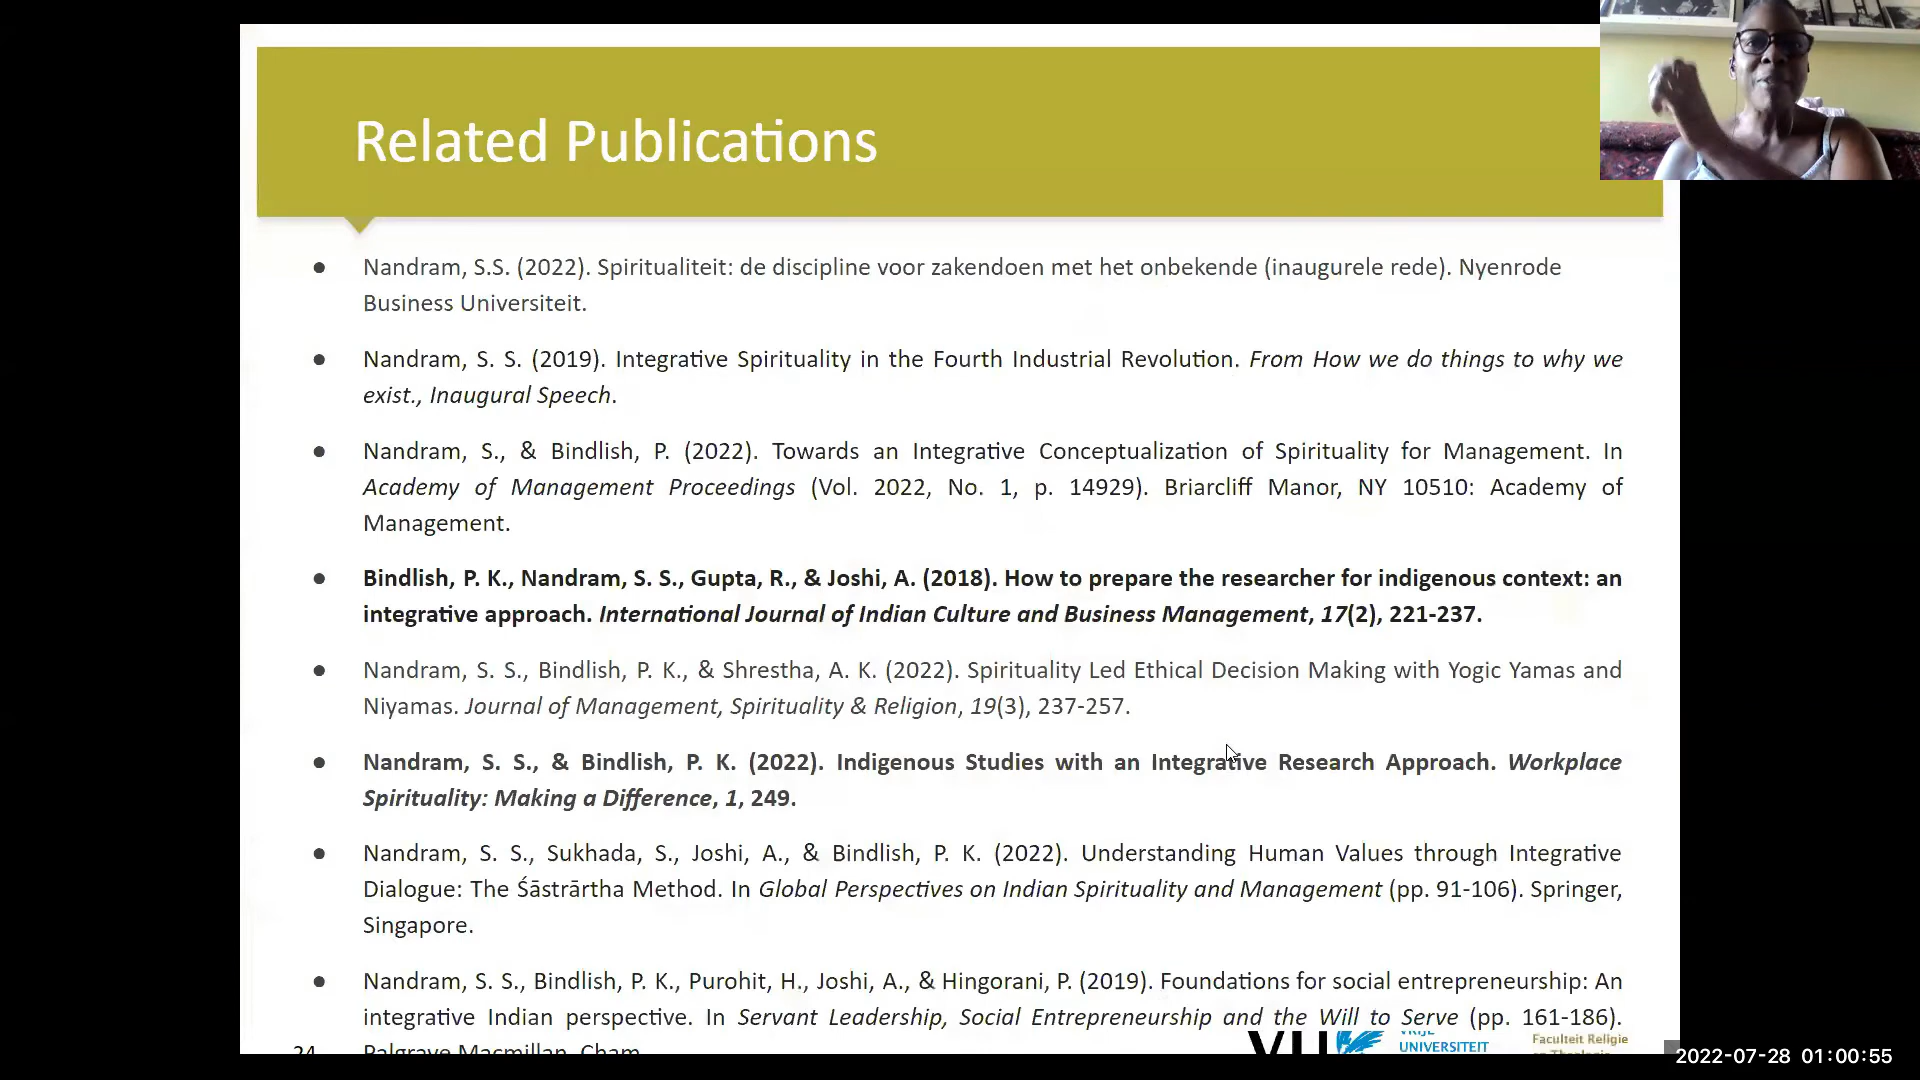 Related Publications
Nandram, S.S. (2022). Spiritualiteit: de discipline voor zakendoen met het onbekende (inaugurele rede). Nyenrode
Business Universiteit.
Nandram, S. S. (2019). Integrative Spirituality in the Fourth Industrial Revolution. From How we do things to why we
exist., Inaugural Speech.
Nandram, S., & Bindlish, P. (2022). Towards an Integrative Conceptualization of Spirituality for Management. In
Academy of Management Proceedings (Vol. 2022, No. 1, p. 14929). Briarcliff Manor, NY 10510: Academy of
Management.
Bindlish, P. K., Nandram, S. S., Gupta, R., & Joshi, A. (2018). How to prepare the researcher for indigenous context: an
integrative approach. International Journal of Indian Culture and Business Management, 17(2), 221-237.
Nandram, S. S., Bindlish, P. K., & Shrestha, A. K. (2022). Spirituality Led Ethical Decision Making with Yogic Yamas and
Niyamas. Journal of Management, Spirituality & Religion, 19(3), 237-257.
Nandram, S. S., & Bindlish, P. K. (2022). Indigenous Studies with an Integrative Research Approach. Workplace
Spirituality: Making a Difference, 1, 249.
Nandram, S. S., Sukhada, S., Joshi, A., & Bindlish, P. K. (2022). Understanding Human Values through Integrative
Dialogue: The Śāstrārtha Method. In Global Perspectives on Indian Spirituality and Management (pp. 91-106). Springer,
Singapore.
Nandram, S. S., Bindlish, P. K., Purohit, H., Joshi, A., & Hingorani, P. (2019). Foundations for social entrepreneurship: An
integrative Indian perspective. In Servant Leadership, Social Entrepreneurship and the Will to Serve (pp. 161-186).
Palgrave Macmillan, Cham.
24
VU VRIJE
UNIVERSITEIT
Faculteit Religie
2022-07-28 01:00:55